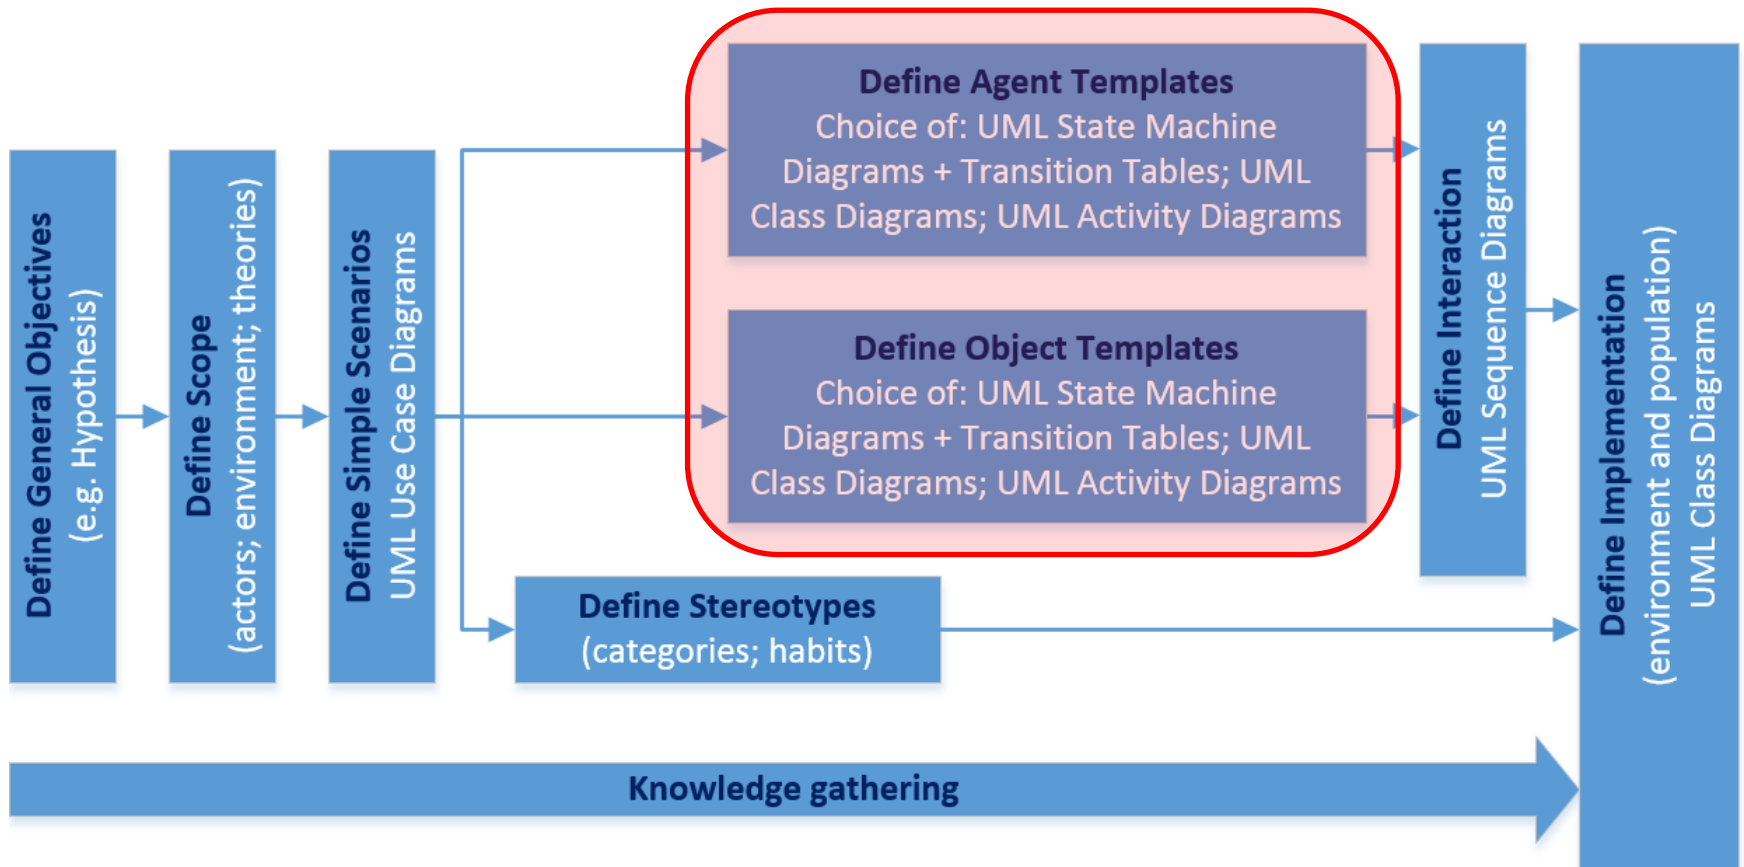 Define General Objectives
(e.g. Hypothesis)
Define Scope
(actors; environment; theories)
Define Simple Scenarios
UML Use Case Diagrams
Define Agent Templates
Choice of: UML State Machine
Diagrams + Transition Tables; UML
Class Diagrams; UML Activity Diagrams
Define Object Templates
Choice of: UML State Machine
Diagrams + Transition Tables; UML
Class Diagrams; UML Activity Diagrams
Define Stereotypes
(categories; habits)
Define Interaction
UML Sequence Diagrams
Define Implementation
(environment and population)
UML Class Diagrams
Knowledge gathering